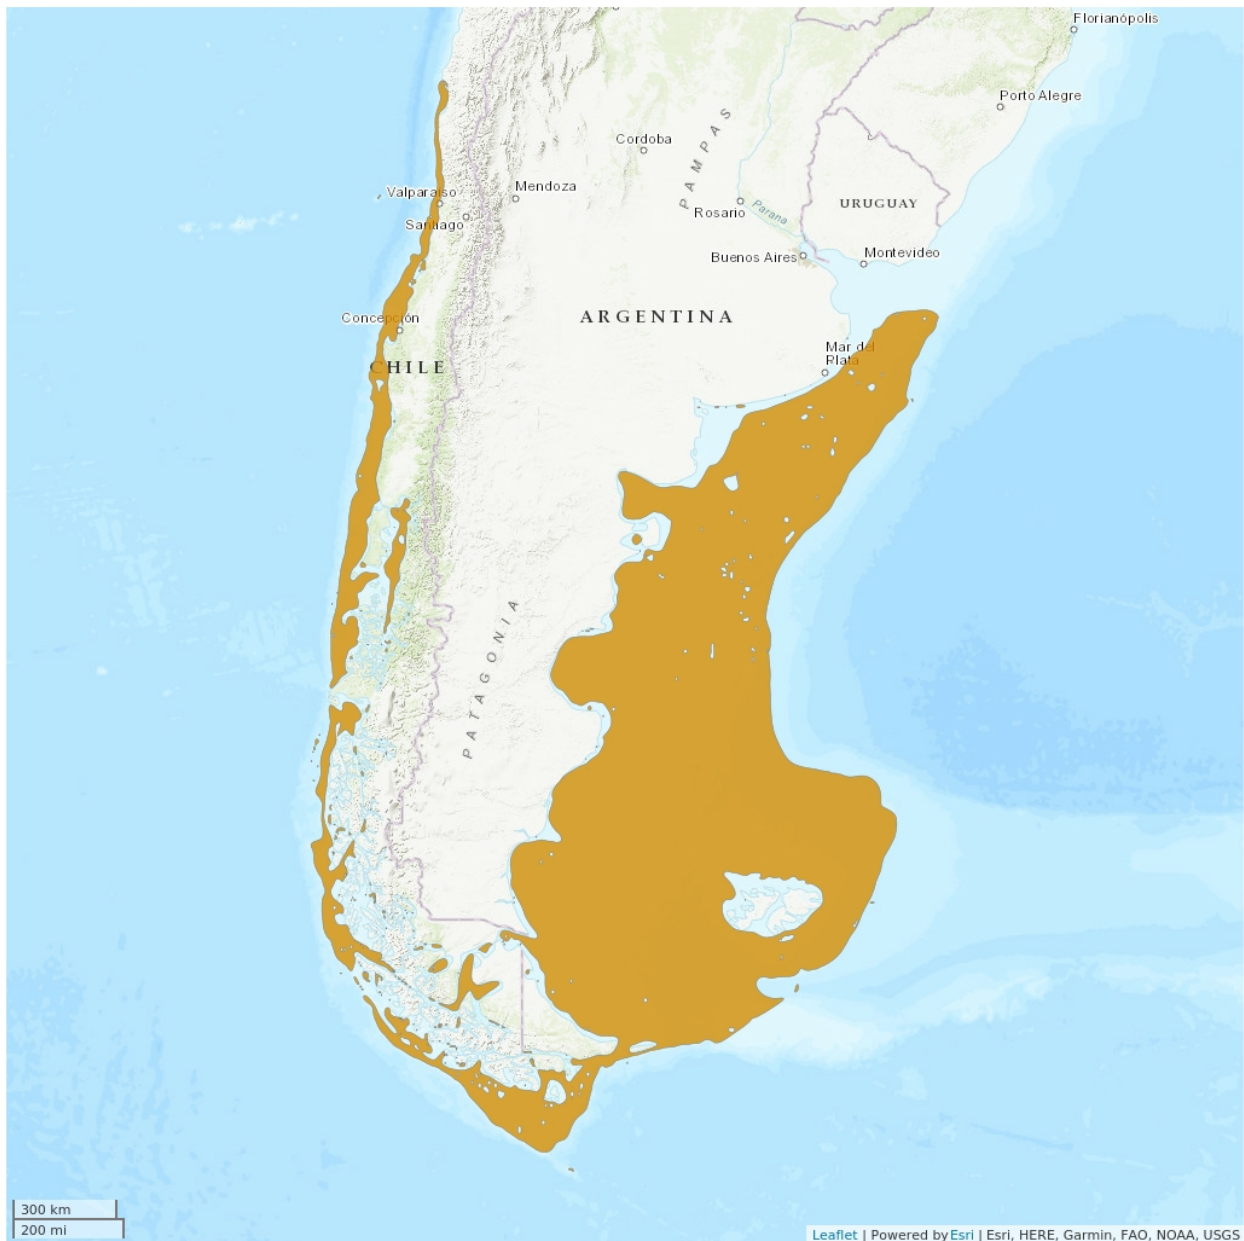 Florianópolis
Porto Alegre
Cordoba
PAMPAS
Valparaiso
Mendoza
Santiago
Rosario
Parana
URUGUAY
Buenos Aires
Montevideo
Concepción
ARGENTINA
Mar del
Plata
CHILE
PATAGONIA
300 km
200 mi
Leaflet | Powered by Esri | Esri, HERE, Garmin, FAO, NOAA, USGS